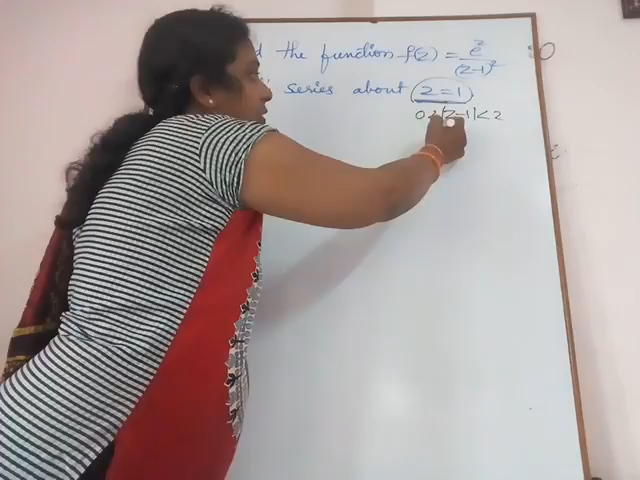 the function f(z) = e^z/(z-1)^2
series about z = 1
0 < |z-1| < 2